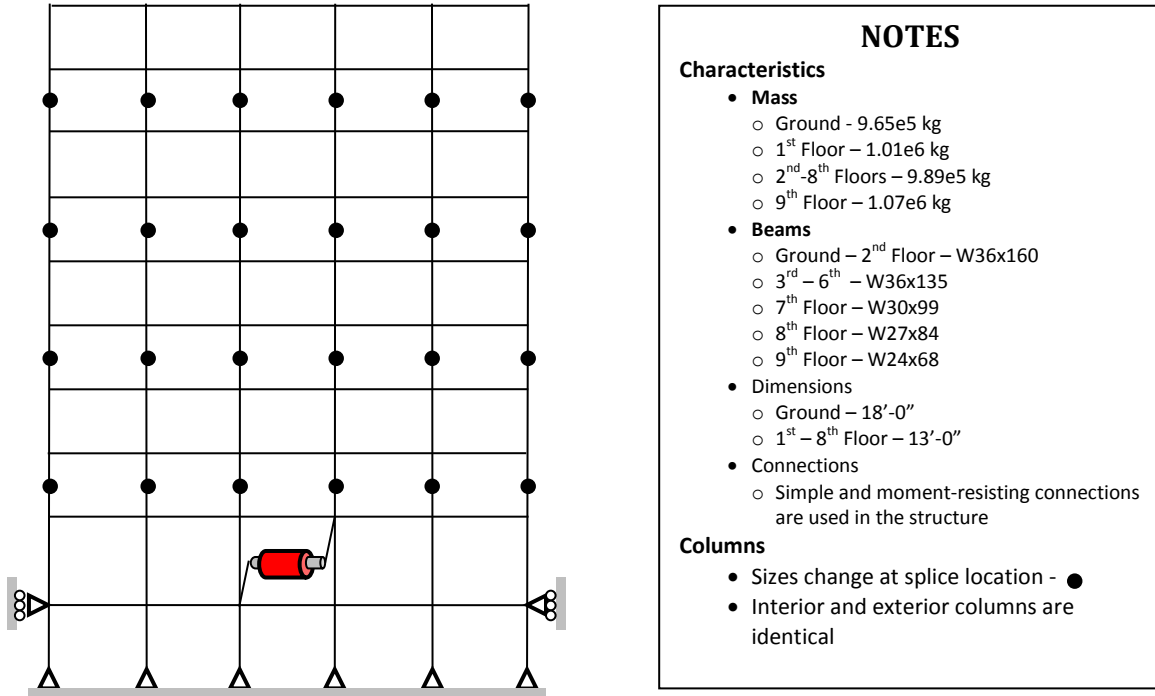 NOTES
Characteristics
• Mass
○ Ground - 9.65e5 kg
○ 1st Floor – 1.01e6 kg
○ 2nd-8th Floors – 9.89e5 kg
○ 9th Floor – 1.07e6 kg
• Beams
○ Ground – 2nd Floor – W36x160
○ 3rd – 6th – W36x135
○ 7th Floor – W30x99
○ 8th Floor – W27x84
○ 9th Floor – W24x68
• Dimensions
○ Ground – 18’-0”
○ 1st – 8th Floor – 13’-0”
• Connections
○ Simple and moment-resisting connections
are used in the structure
Columns
• Sizes change at splice location - ●
• Interior and exterior columns are
identical